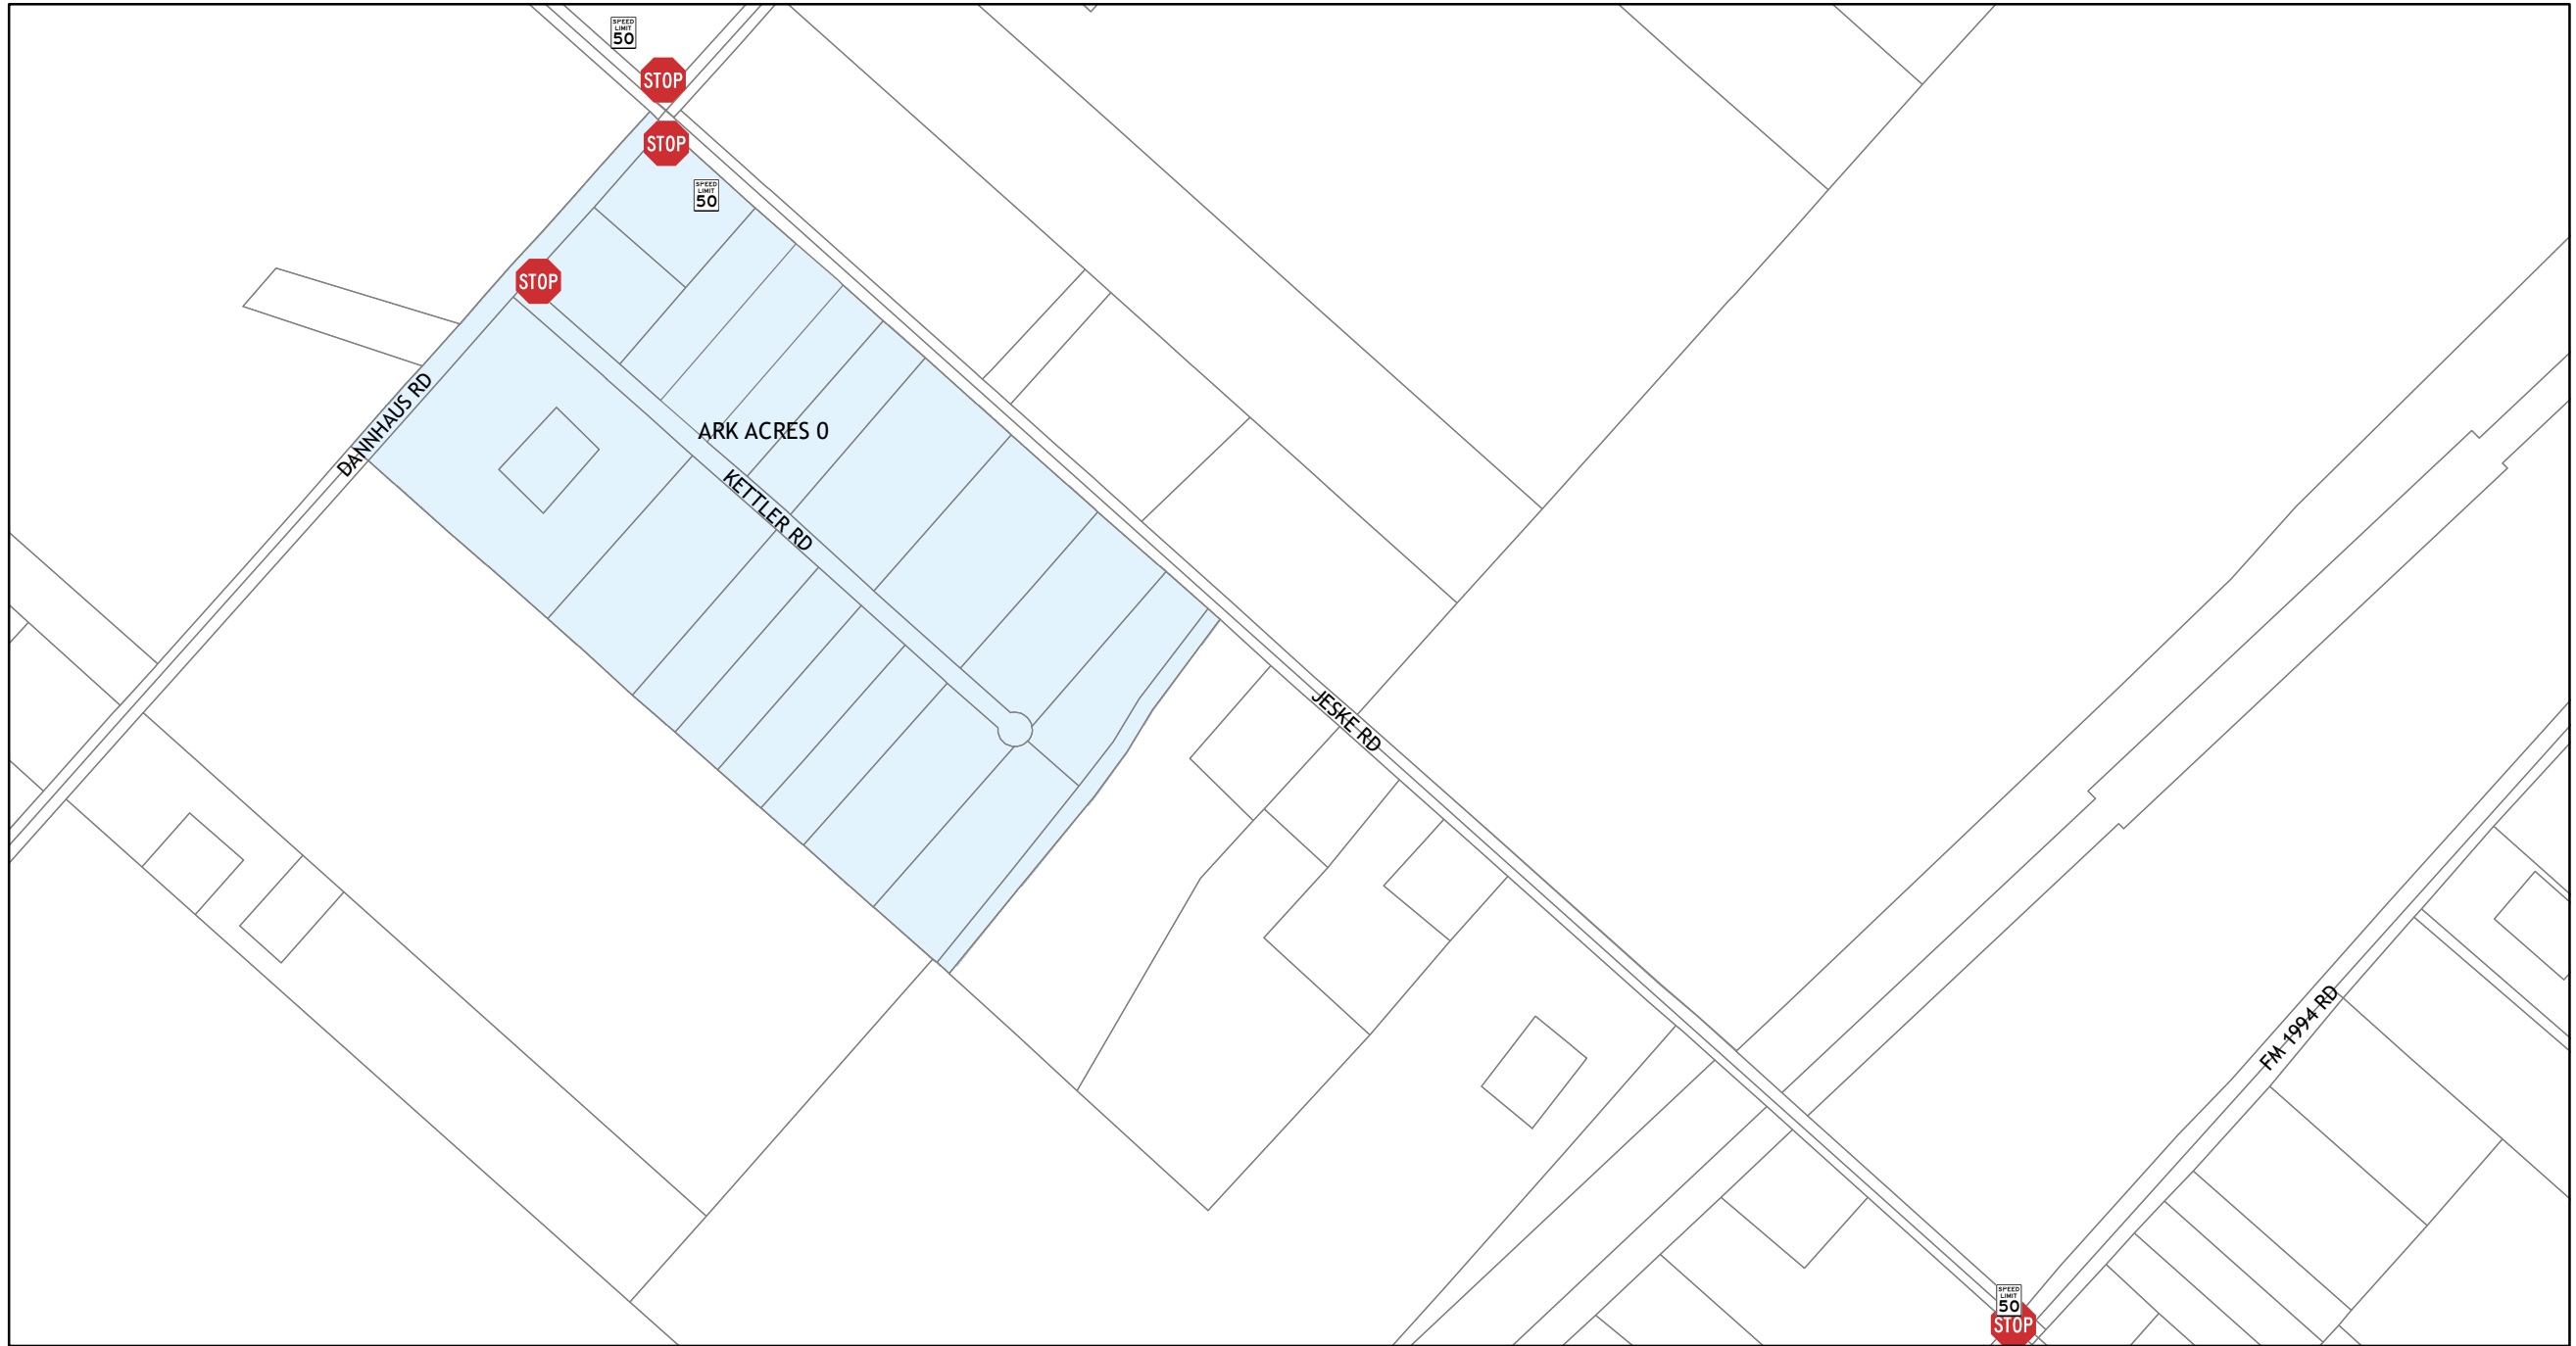 SPEED
LIMIT
50
STOP
STOP
SPEED
LIMIT
50
STOP
DANNHAUS RD
ARK ACRES 0
KETTLER RD
JESKE RD
FM 1994 RD
SPEED
LIMIT
50
STOP